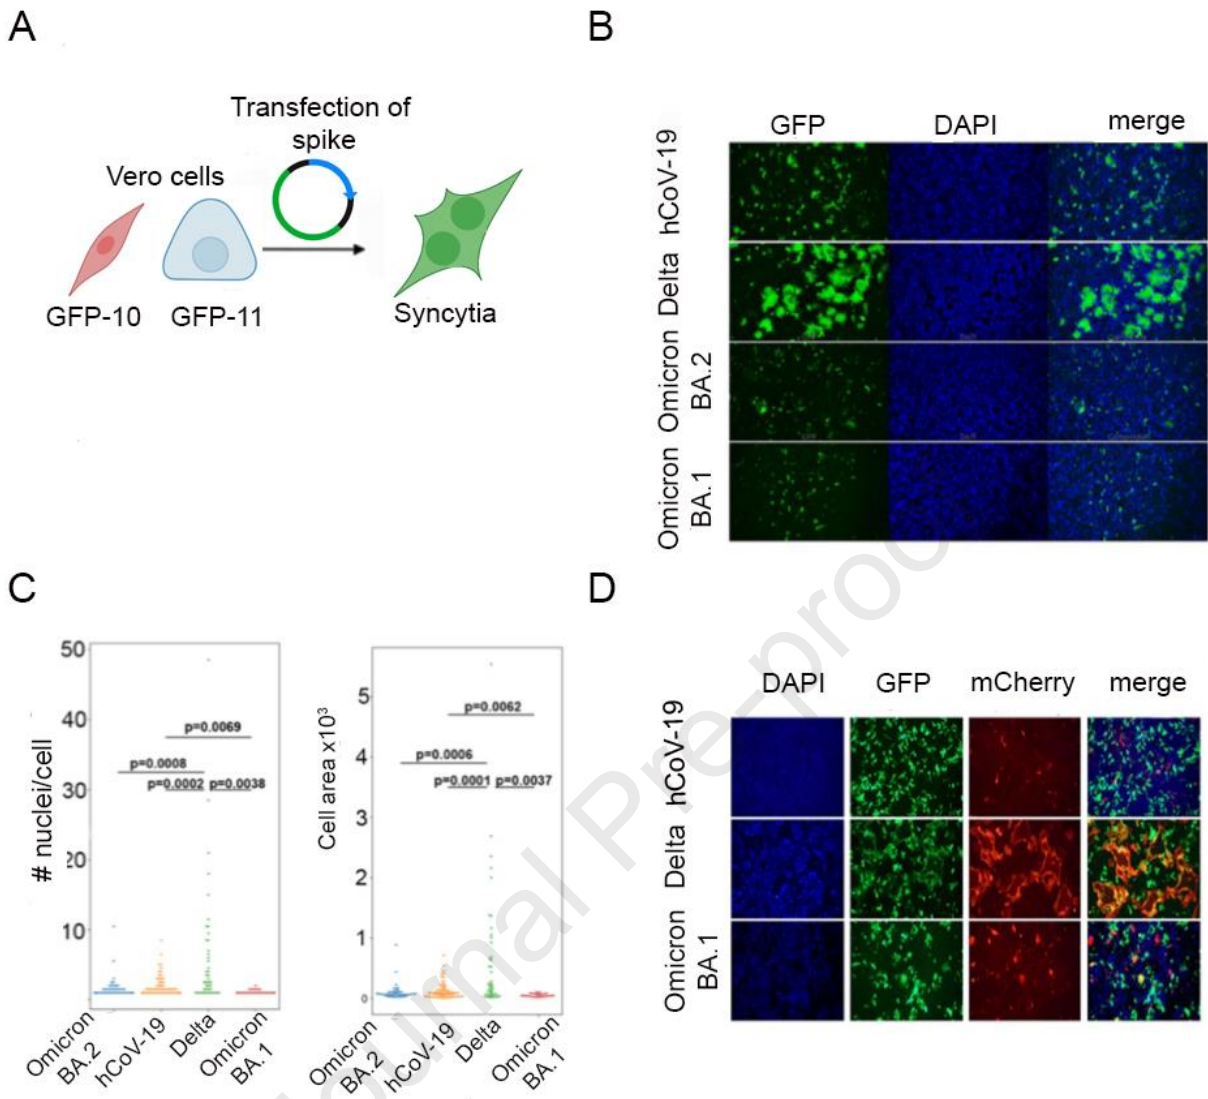 A
Transfection of
spike
Vero cells
GFP-10
GFP-11
Syncytia
B
GFP
DAPI
merge
hCoV-19
Delta
Omicron
BA.2
Omicron
BA.1
C
# nuclei/cell
50
40
30
20
10
p=0.0069
p=0.0008
p=0.0002
p=0.0038
Omicron
BA.2
hCoV-19
Delta
Omicron
BA.1
Cell area x10³
5
4
3
2
1
0
p=0.0062
p=0.0006
p=0.0001
p=0.0037
Omicron
BA.2
hCoV-19
Delta
Omicron
BA.1
D
DAPI
GFP
mCherry
merge
hCoV-19
Delta
Omicron
BA.1
Journal Pre-proo